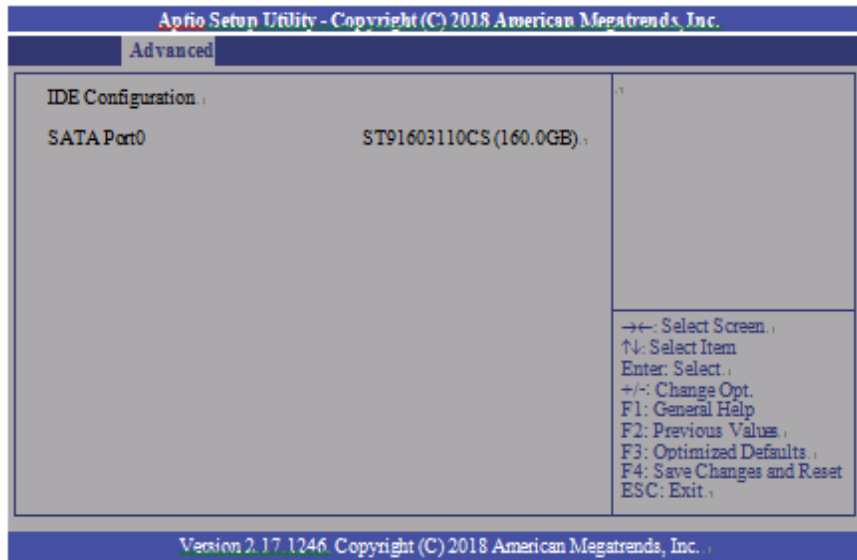 Aptio Setup Utility - Copyright (C) 2018 American Megatrends, Inc.
Advanced
IDE Configuration
SATA Port0 ST91603110CS (160.0GB)
→←: Select Screen
↑↓: Select Item
Enter: Select
+/-: Change Opt.
F1: General Help
F2: Previous Values
F3: Optimized Defaults
F4: Save Changes and Reset
ESC: Exit
Version 2.17.1246. Copyright (C) 2018 American Megatrends, Inc.